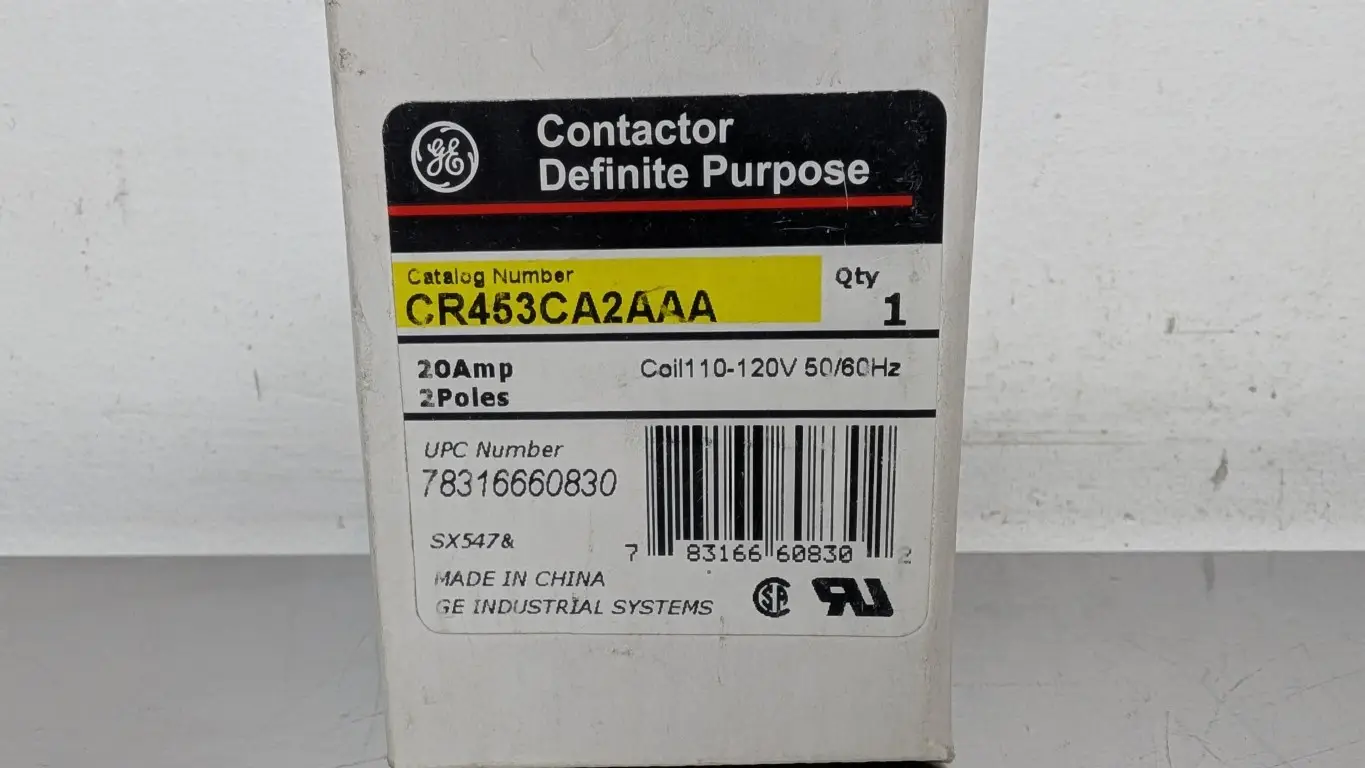 GE
Contactor
Definite Purpose
Catalog Number
Qty
CR453CA2AAA
1
20Amp
Coil110-120V 50/60Hz
2Poles
UPC Number
78316660830
SX547&
7 83166 60830 2
MADE IN CHINA
GE INDUSTRIAL SYSTEMS